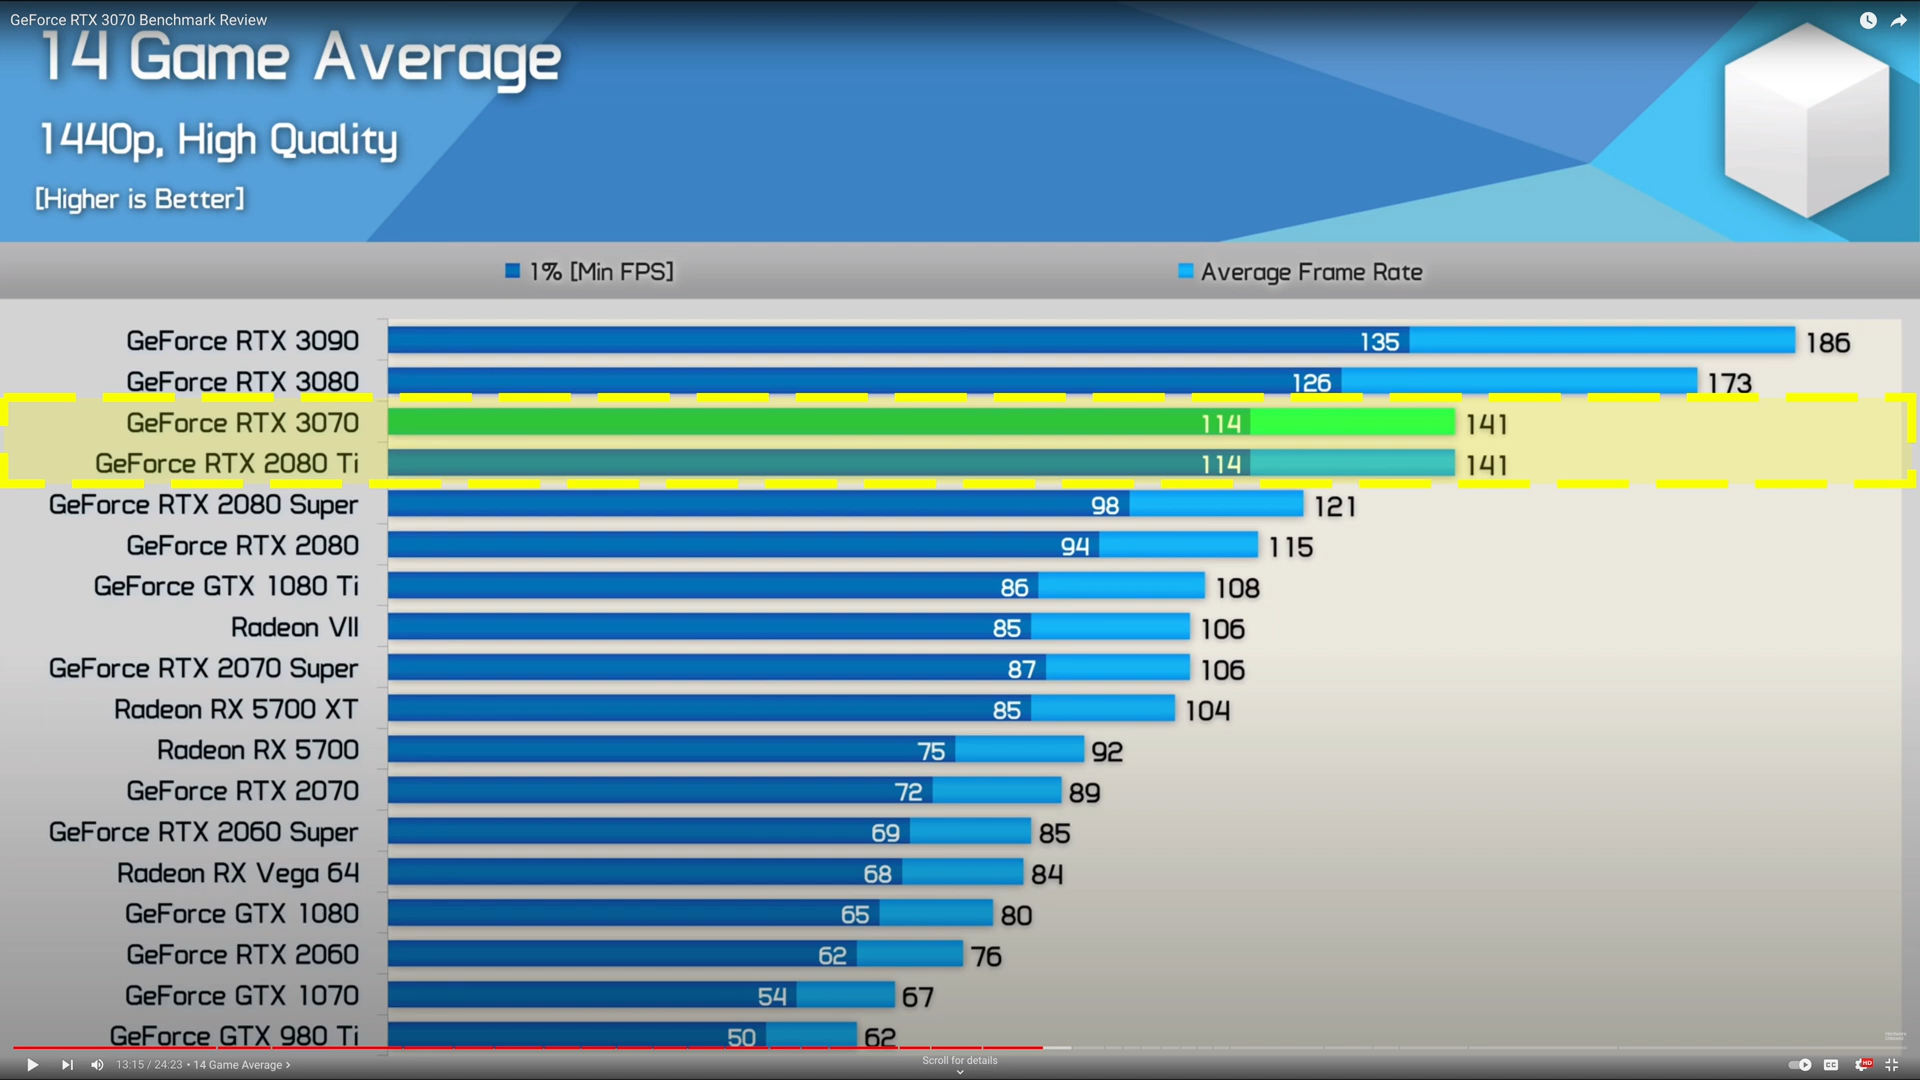 GeForce RTX 3070 Benchmark Review
14 Game Average
1440p, High Quality
[Higher is Better]
1% [Min FPS] Average Frame Rate
GeForce RTX 3090 135 186
GeForce RTX 3080 126 173
GeForce RTX 3070 114 141
GeForce RTX 2080 Ti 114 141
GeForce RTX 2080 Super 98 121
GeForce RTX 2080 94 115
GeForce GTX 1080 Ti 86 108
Radeon VII 85 106
GeForce RTX 2070 Super 87 106
Radeon RX 5700 XT 85 104
Radeon RX 5700 75 92
GeForce RTX 2070 72 89
GeForce RTX 2060 Super 69 85
Radeon RX Vega 64 68 84
GeForce GTX 1080 65 80
GeForce RTX 2060 62 76
GeForce GTX 1070 54 67
GeForce GTX 980 Ti 50 62
13:15 / 24:23 • 14 Game Average › Scroll for details CC HD